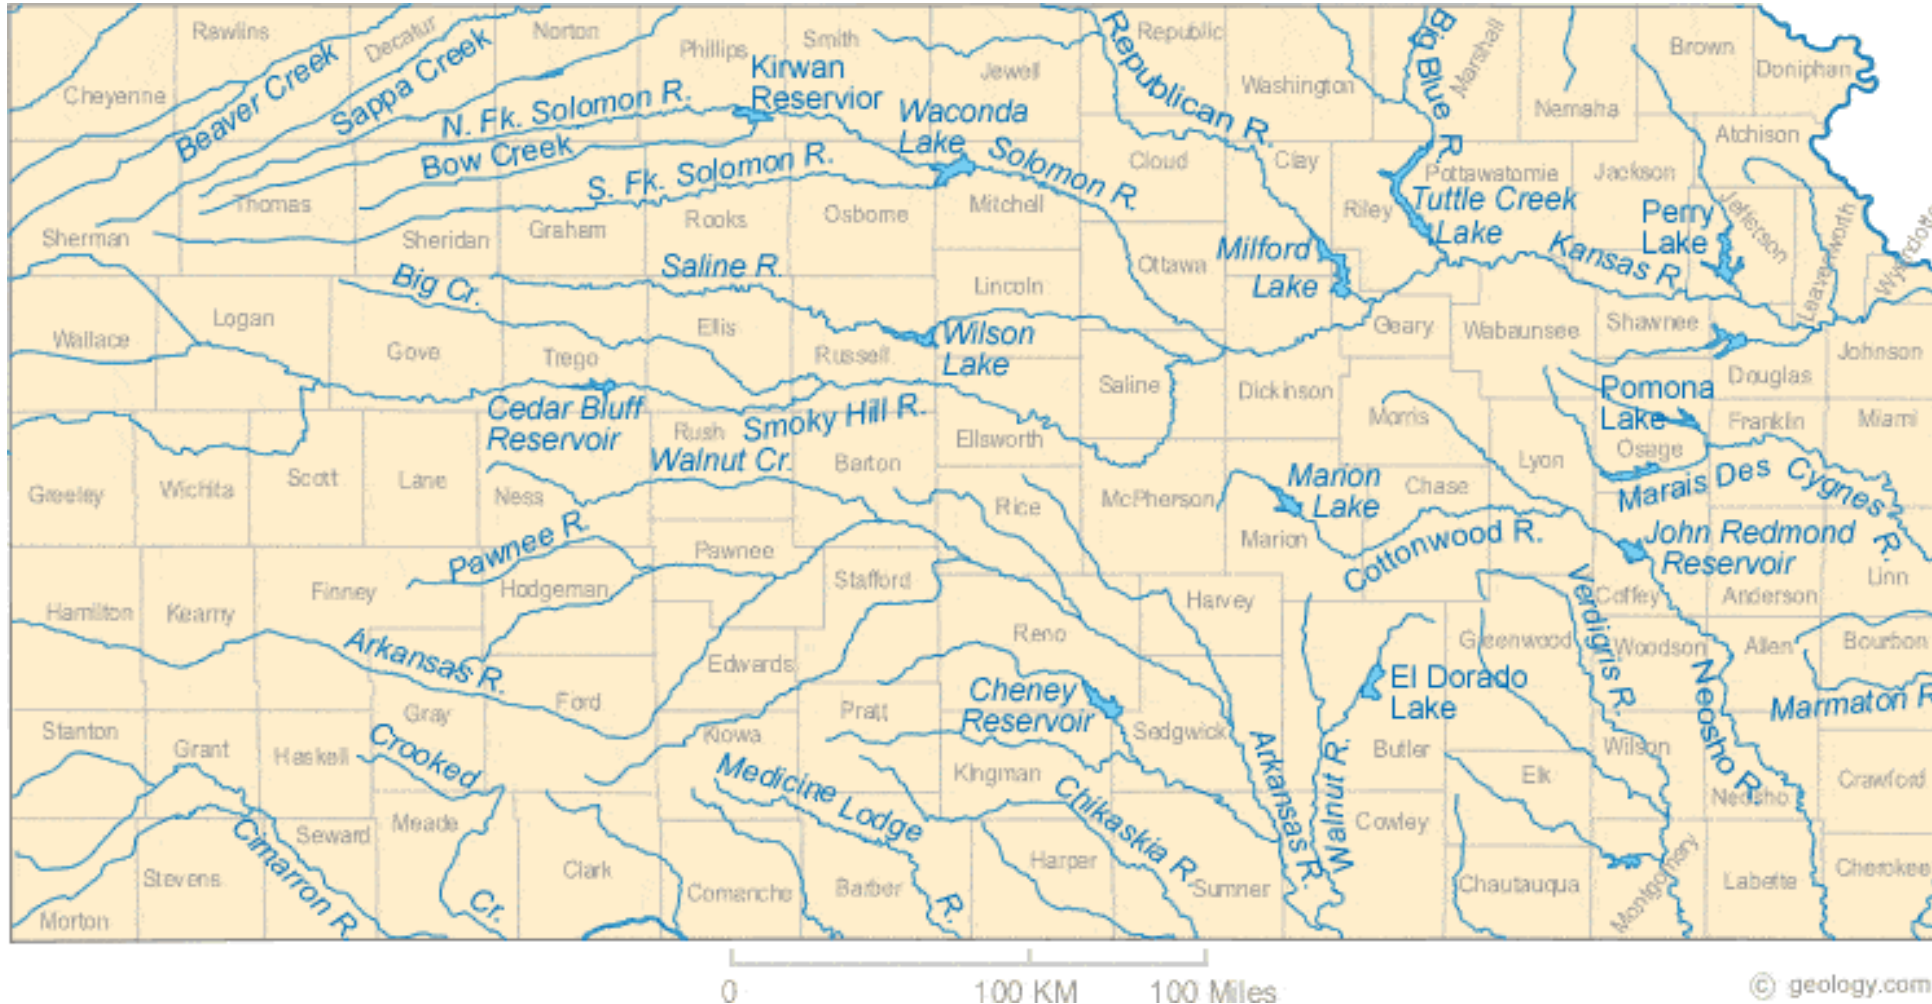 Rawlins
Decatur
Norton
Phillips
Smith
Jewell
Republic
Washington
Marshall
Nemaha
Brown
Doniphan
Cheyenne
Beaver Creek
Sappa Creek
Kirwan
Reservior
N. Fk. Solomon R.
Bow Creek
S. Fk. Solomon R.
Waconda
Lake
Solomon R.
Republican R.
Big Blue R.
Cloud
Clay
Pottawatomie
Jackson
Atchison
Sherman
Thomas
Sheridan
Graham
Rooks
Osborne
Mitchell
Riley
Tuttle Creek
Lake
Perry
Lake
Jefferson
Leavenworth
Milford
Lake
Kansas R.
Ottawa
Lincoln
Big Cr.
Saline R.
Wallace
Logan
Gove
Trego
Ellis
Russell
Wilson
Lake
Saline
Dickinson
Geary
Wabaunsee
Shawnee
Douglas
Johnson
Cedar Bluff
Reservoir
Smoky Hill R.
Rush
Walnut Cr.
Barton
Ellsworth
Morris
Pomona
Lake
Osage
Franklin
Miami
Greeley
Wichita
Scott
Lane
Ness
Rice
McPherson
Marion
Lake
Marion
Chase
Lyon
Marais Des Cygnes R.
Cottonwood R.
John Redmond
Reservoir
Pawnee R.
Pawnee
Hodgeman
Stafford
Hamilton
Kearny
Finney
Harvey
Reno
Coffey
Anderson
Linn
Arkansas R.
Edwards
Ford
Gray
Greenwood
Verdigris R.
Woodson
Allen
Bourbon
Neosho R.
Marmaton R
Cheney
Reservoir
El Dorado
Lake
Stanton
Grant
Haskell
Crooked
Cr.
Kiowa
Pratt
Sedgwick
Butler
Wilson
Kingman
Elk
Neosho
Crawford
Medicine Lodge
R.
Chikaskia R.
Arkansas R.
Walnut R.
Cowley
Cimarron R.
Seward
Meade
Clark
Comanche
Barber
Harper
Sumner
Chautauqua
Montgomery
Labette
Cherokee
Stevens
Morton
0
100 KM
100 Miles
© geology.com